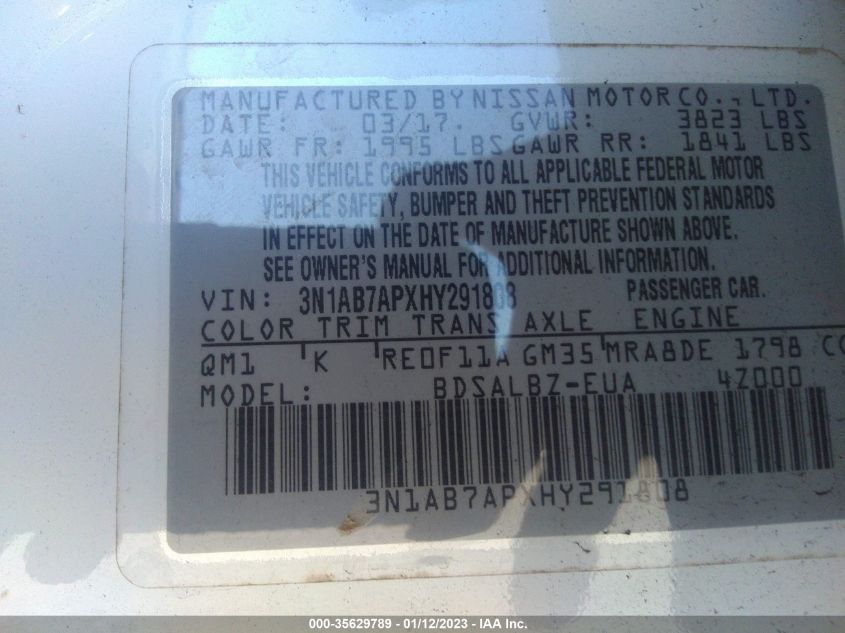 MANUFACTURED BY NISSAN MOTOR CO., LTD.
DATE: 03/17. GVWR: 3823 LBS
GAWR FR: 1995 LBS GAWR RR: 1841 LBS
THIS VEHICLE CONFORMS TO ALL APPLICABLE FEDERAL MOTOR
VEHICLE SAFETY, BUMPER AND THEFT PREVENTION STANDARDS
IN EFFECT ON THE DATE OF MANUFACTURE SHOWN ABOVE.
SEE OWNER'S MANUAL FOR ADDITIONAL INFORMATION.
VIN: 3N1AB7APXHY291808 PASSENGER CAR.
COLOR TRIM TRANS AXLE ENGINE
QM1 K RE0F11A GM35 MRA8DE 1798 CC
MODEL: BDSALBZ-EUA 4Z000
3N1AB7APXHY291808
000-35629789 — 01/12/2023 — IAA Inc.